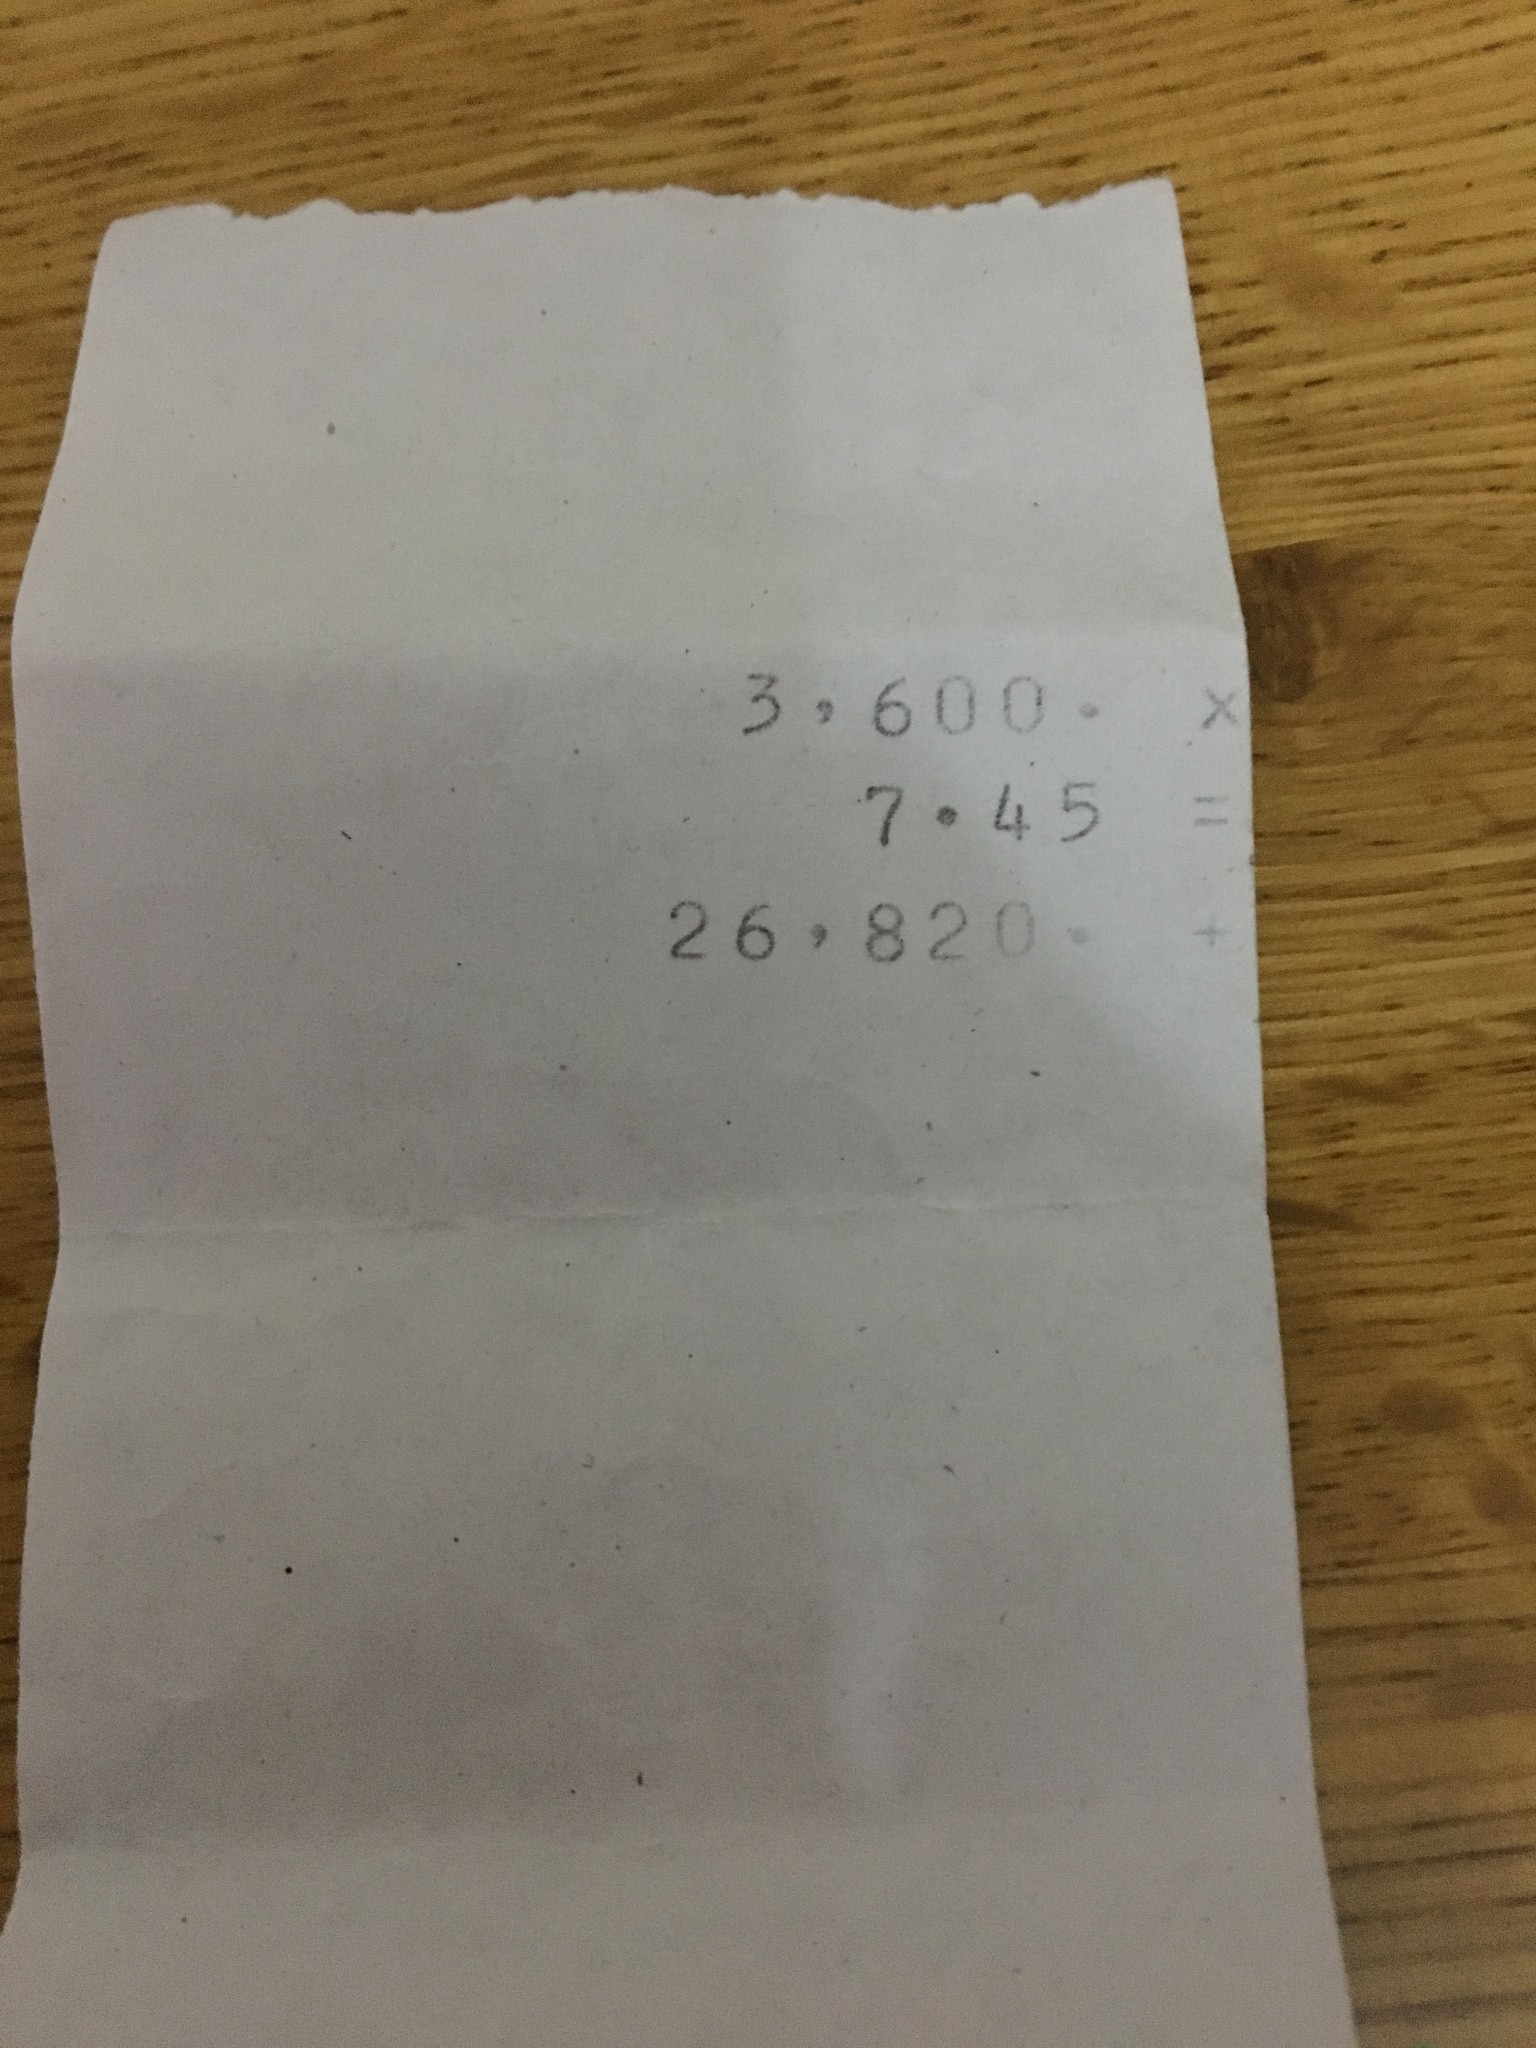 3,600. ×
7.45 =
26,820. +